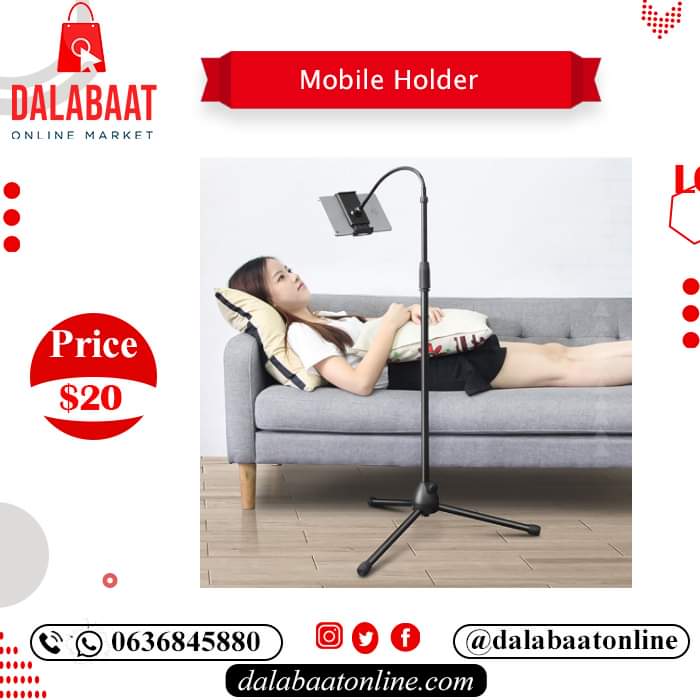 DALABAAT
ONLINE MARKET
Mobile Holder
Price
$20
0636845880
@dalabaatonline
dalabaatonline.com